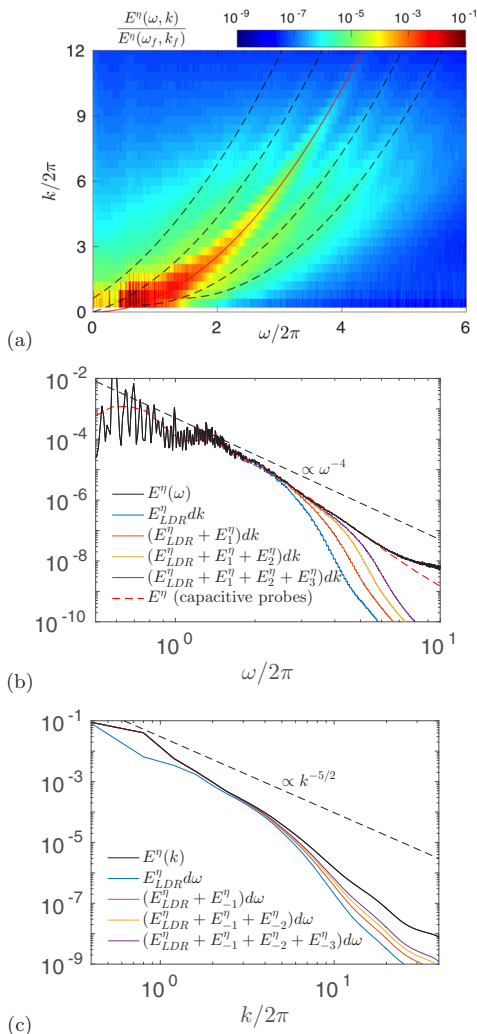 E^η(ω, k)
E^η(ω_f, k_f)
10^-9 10^-7 10^-5 10^-3 10^-1
12
9
6
3
0
k/2π
0 2 4 6
ω/2π
(a)
10^-2
10^-4
10^-6
10^-8
10^-10
∝ ω^-4
E^η(ω)
E^η_LDR dk
(E^η_LDR + E^η_1)dk
(E^η_LDR + E^η_1 + E^η_2)dk
(E^η_LDR + E^η_1 + E^η_2 + E^η_3)dk
E^η (capacitive probes)
10^0 10^1
ω/2π
(b)
10^-1
10^-3
10^-5
10^-7
10^-9
∝ k^-5/2
E^η(k)
E^η_LDR dω
(E^η_LDR + E^η_-1)dω
(E^η_LDR + E^η_-1 + E^η_-2)dω
(E^η_LDR + E^η_-1 + E^η_-2 + E^η_-3)dω
10^0 10^1
k/2π
(c)